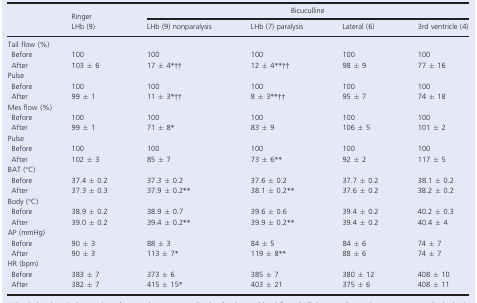 Bicuculline
Ringer
LHb (9) LHb (9) nonparalysis LHb (7) paralysis Lateral (6) 3rd ventricle (4)
Tail flow (%)
Before 100 100 100 100 100
After 103 ± 6 17 ± 4*†† 12 ± 4**†† 98 ± 9 77 ± 16
Pulse
Before 100 100 100 100 100
After 99 ± 1 11 ± 3*†† 8 ± 3**†† 95 ± 7 74 ± 18
Mes flow (%)
Before 100 100 100 100 100
After 99 ± 1 71 ± 8* 83 ± 9 106 ± 5 101 ± 2
Pulse
Before 100 100 100 100 100
After 102 ± 3 85 ± 7 73 ± 6** 92 ± 2 117 ± 5
BAT (°C)
Before 37.4 ± 0.2 37.3 ± 0.2 37.6 ± 0.2 37.7 ± 0.2 38.1 ± 0.2
After 37.3 ± 0.3 37.9 ± 0.2** 38.1 ± 0.2** 37.6 ± 0.2 38.2 ± 0.2
Body (°C)
Before 38.9 ± 0.2 38.9 ± 0.7 39.6 ± 0.6 39.4 ± 0.2 40.2 ± 0.3
After 39.0 ± 0.2 39.4 ± 0.2** 39.9 ± 0.2** 39.4 ± 0.2 40.4 ± 4
AP (mmHg)
Before 90 ± 3 88 ± 3 84 ± 5 84 ± 6 74 ± 7
After 90 ± 3 113 ± 7* 119 ± 8** 88 ± 6 74 ± 7
HR (bpm)
Before 383 ± 7 373 ± 6 385 ± 7 380 ± 12 408 ± 10
After 382 ± 7 415 ± 15* 403 ± 21 375 ± 6 408 ± 11